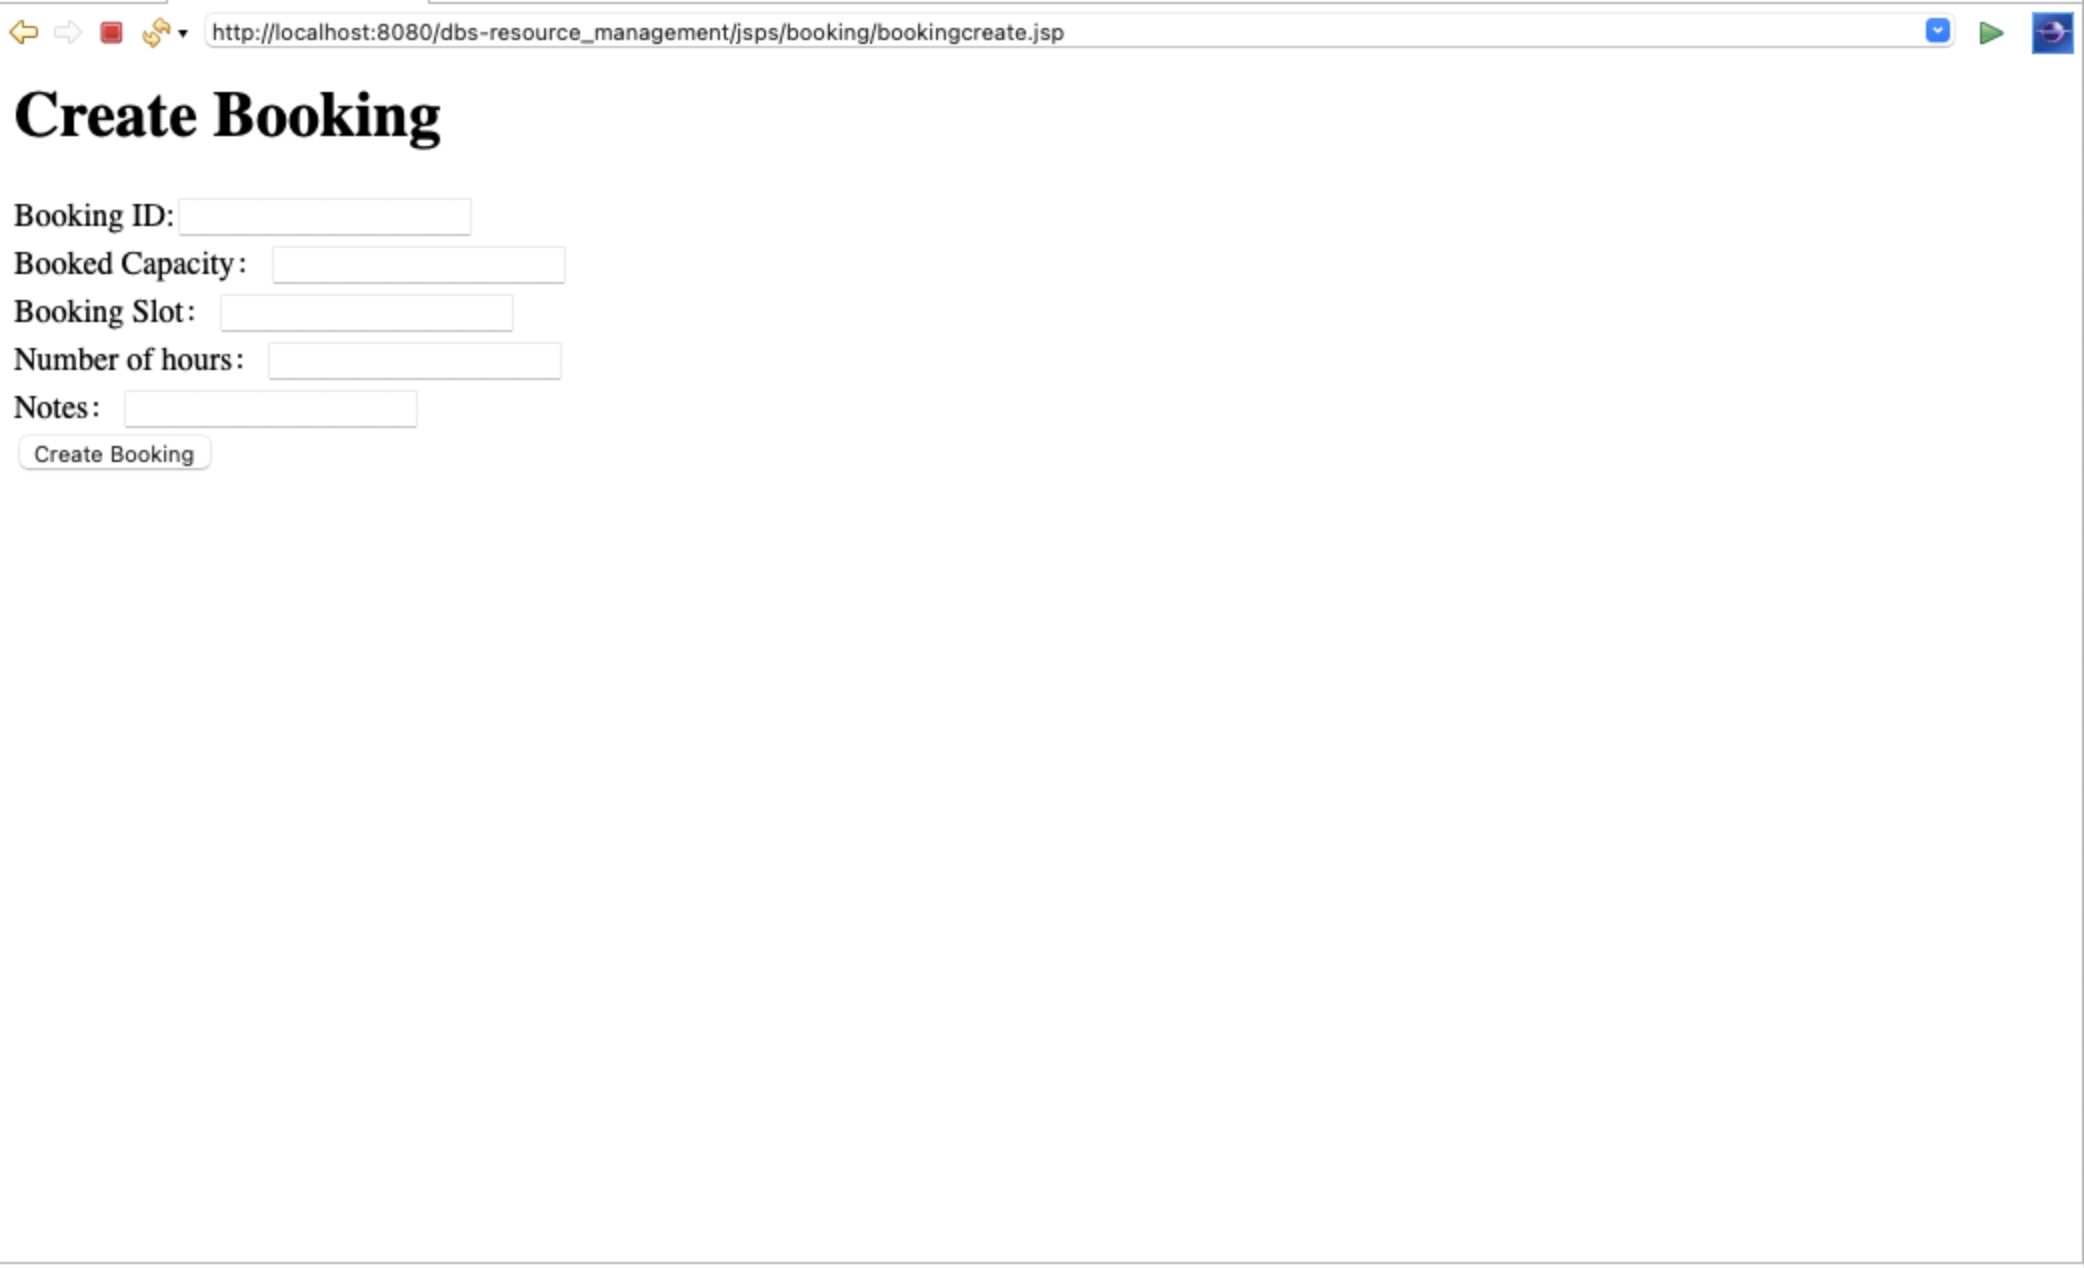 http://localhost:8080/dbs-resource_management/jsps/booking/bookingcreate.jsp
Create Booking
Booking ID:
Booked Capacity:
Booking Slot:
Number of hours:
Notes:
Create Booking